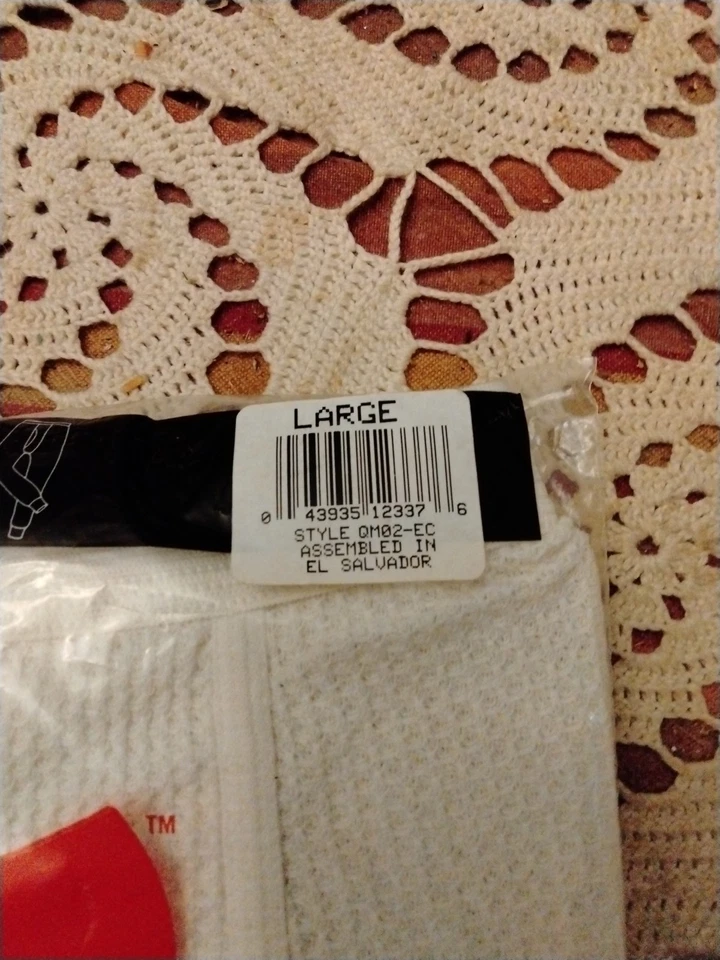 LARGE
0 43935 12337 6
STYLE QM02-EC
ASSEMBLED IN
EL SALVADOR
TM